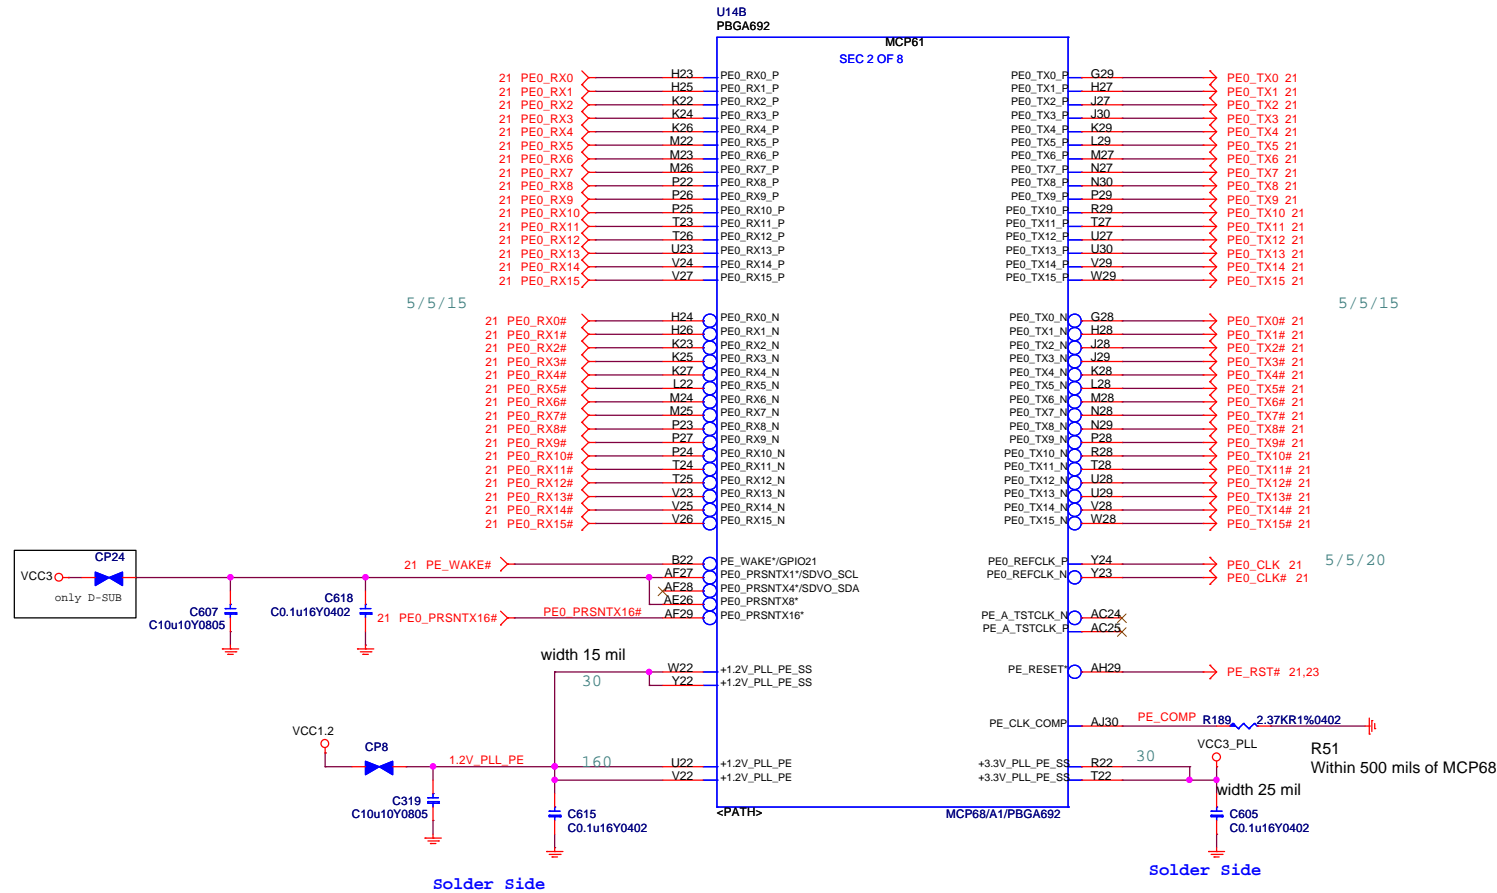 U14B
PBGA692
MCP61
SEC 2 OF 8
21 PE0_RX0 H23 PE0_RX0_P PE0_TX0_P G29 PE0_TX0 21
21 PE0_RX1 H25 PE0_RX1_P PE0_TX1_P H27 PE0_TX1 21
21 PE0_RX2 K22 PE0_RX2_P PE0_TX2_P J27 PE0_TX2 21
21 PE0_RX3 K24 PE0_RX3_P PE0_TX3_P J30 PE0_TX3 21
21 PE0_RX4 K26 PE0_RX4_P PE0_TX4_P K29 PE0_TX4 21
21 PE0_RX5 M22 PE0_RX5_P PE0_TX5_P L29 PE0_TX5 21
21 PE0_RX6 M23 PE0_RX6_P PE0_TX6_P M27 PE0_TX6 21
21 PE0_RX7 M26 PE0_RX7_P PE0_TX7_P N27 PE0_TX7 21
21 PE0_RX8 P22 PE0_RX8_P PE0_TX8_P N30 PE0_TX8 21
21 PE0_RX9 P26 PE0_RX9_P PE0_TX9_P P29 PE0_TX9 21
21 PE0_RX10 P25 PE0_RX10_P PE0_TX10_P R29 PE0_TX10 21
21 PE0_RX11 T23 PE0_RX11_P PE0_TX11_P T27 PE0_TX11 21
21 PE0_RX12 T26 PE0_RX12_P PE0_TX12_P U27 PE0_TX12 21
21 PE0_RX13 U23 PE0_RX13_P PE0_TX13_P U30 PE0_TX13 21
21 PE0_RX14 V24 PE0_RX14_P PE0_TX14_P V29 PE0_TX14 21
21 PE0_RX15 V27 PE0_RX15_P PE0_TX15_P W29 PE0_TX15 21
5/5/15 5/5/15
21 PE0_RX0# H24 PE0_RX0_N PE0_TX0_N G28 PE0_TX0# 21
21 PE0_RX1# H26 PE0_RX1_N PE0_TX1_N H28 PE0_TX1# 21
21 PE0_RX2# K23 PE0_RX2_N PE0_TX2_N J28 PE0_TX2# 21
21 PE0_RX3# K25 PE0_RX3_N PE0_TX3_N J29 PE0_TX3# 21
21 PE0_RX4# K27 PE0_RX4_N PE0_TX4_N K28 PE0_TX4# 21
21 PE0_RX5# L22 PE0_RX5_N PE0_TX5_N L28 PE0_TX5# 21
21 PE0_RX6# M24 PE0_RX6_N PE0_TX6_N M28 PE0_TX6# 21
21 PE0_RX7# M25 PE0_RX7_N PE0_TX7_N N28 PE0_TX7# 21
21 PE0_RX8# P23 PE0_RX8_N PE0_TX8_N N29 PE0_TX8# 21
21 PE0_RX9# P27 PE0_RX9_N PE0_TX9_N P28 PE0_TX9# 21
21 PE0_RX10# P24 PE0_RX10_N PE0_TX10_N R28 PE0_TX10# 21
21 PE0_RX11# T24 PE0_RX11_N PE0_TX11_N T28 PE0_TX11# 21
21 PE0_RX12# T25 PE0_RX12_N PE0_TX12_N U28 PE0_TX12# 21
21 PE0_RX13# V23 PE0_RX13_N PE0_TX13_N U29 PE0_TX13# 21
21 PE0_RX14# V25 PE0_RX14_N PE0_TX14_N V28 PE0_TX14# 21
21 PE0_RX15# V26 PE0_RX15_N PE0_TX15_N W28 PE0_TX15# 21
CP24
21 PE_WAKE# B22 PE_WAKE*/GPIO21 PE0_REFCLK_P Y24 PE0_CLK 21 5/5/20
VCC3 AF27 PE0_PRSNTX1*/SDVO_SCL PE0_REFCLK_N Y23 PE0_CLK# 21
only D-SUB AF28 PE0_PRSNTX4*/SDVO_SDA
AE26 PE0_PRSNTX8*
C607 C618
C10u10Y0805 C0.1u16Y0402
21 PE0_PRSNTX16# PE0_PRSNTX16# AF29 PE0_PRSNTX16* PE_A_TSTCLK_N AC24
PE_A_TSTCLK_P AC25
width 15 mil
W22 +1.2V_PLL_PE_SS PE_RESET* AH29 PE_RST# 21,23
30 Y22 +1.2V_PLL_PE_SS
PE_CLK_COMP AJ30 PE_COMP R189 2.37KR1%0402
VCC1.2
CP8 VCC3_PLL R51
Within 500 mils of MCP68
1.2V_PLL_PE 160 U22 +1.2V_PLL_PE +3.3V_PLL_PE_SS R22 30
V22 +1.2V_PLL_PE +3.3V_PLL_PE_SS T22
width 25 mil
C319
C10u10Y0805
C615
C0.1u16Y0402
<PATH> MCP68/A1/PBGA692
C605
C0.1u16Y0402
Solder Side Solder Side